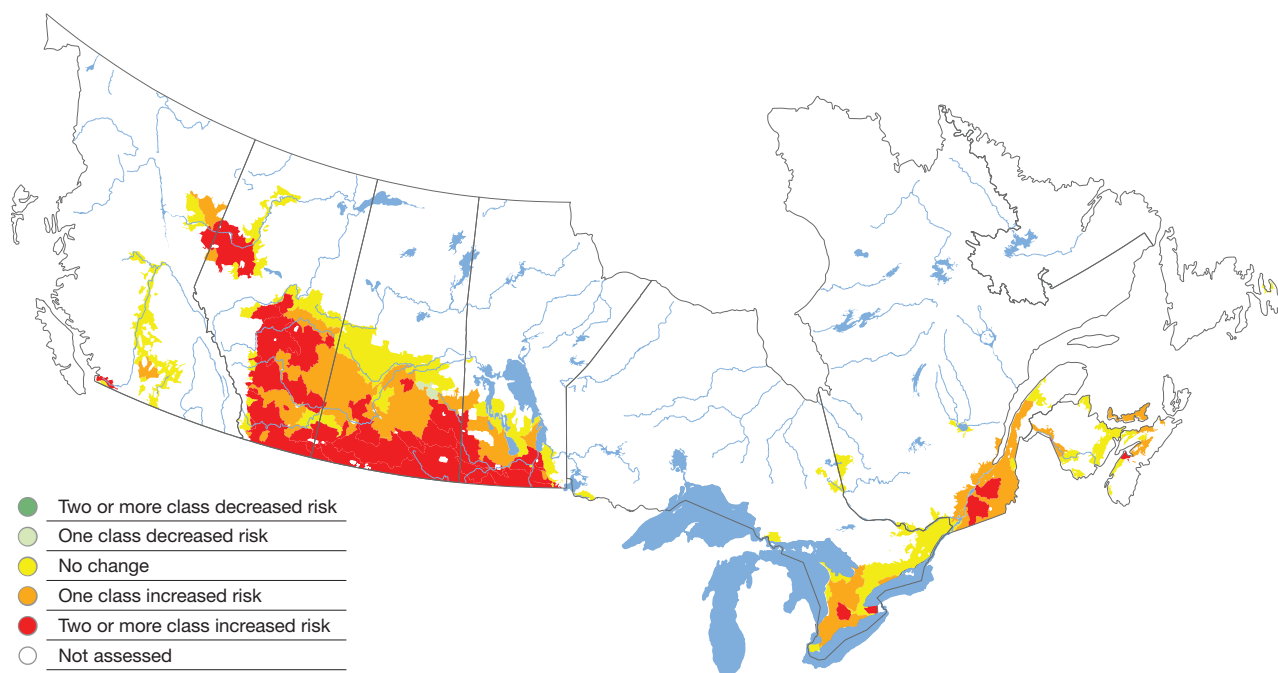 Two or more class decreased risk
One class decreased risk
No change
One class increased risk
Two or more class increased risk
Not assessed